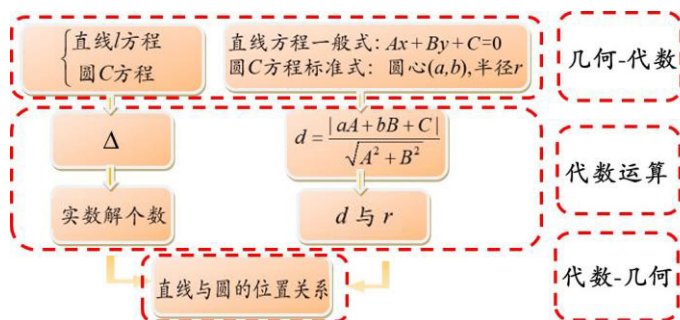 直线l方程
圆C方程
直线方程一般式: Ax+By+C=0
圆C方程标准式: 圆心(a,b),半径r
几何-代数
Δ
d = |aA+bB+C| / √(A²+B²)
代数运算
实数解个数
d 与 r
直线与圆的位置关系
代数-几何